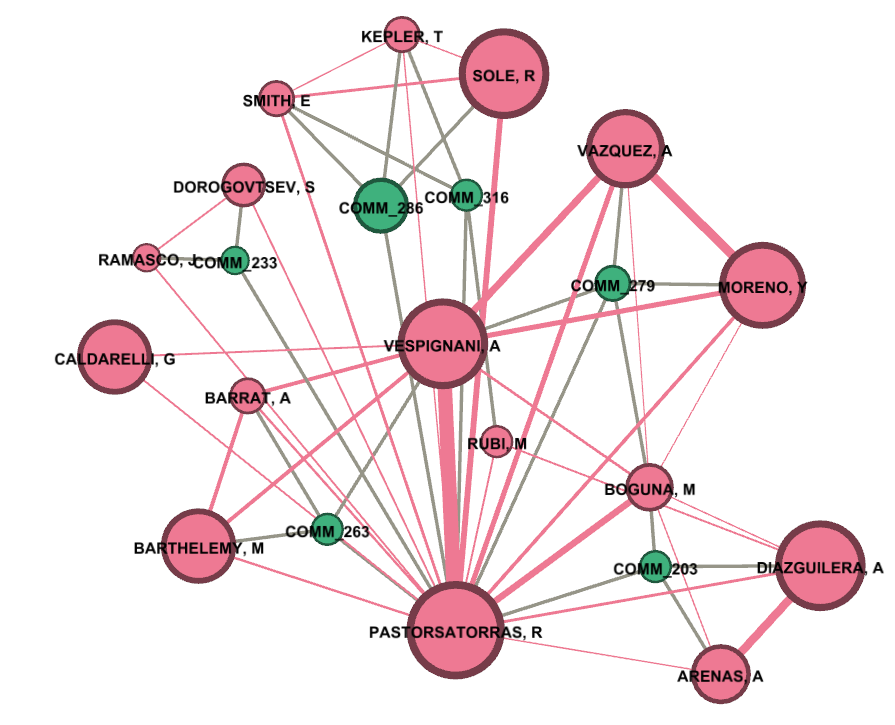 KEPLER, T
SOLE, R
SMITH, E
VAZQUEZ, A
DOROGOVTSEV, S
COMM_286
COMM_316
RAMASCO, J
COMM_233
COMM_279
MORENO, Y
VESPIGNANI, A
CALDARELLI, G
BARRAT, A
RUBI, M
BOGUNA, M
COMM_263
BARTHELEMY, M
COMM_203
DIAZGUILERA, A
PASTORSATORRAS, R
ARENAS, A